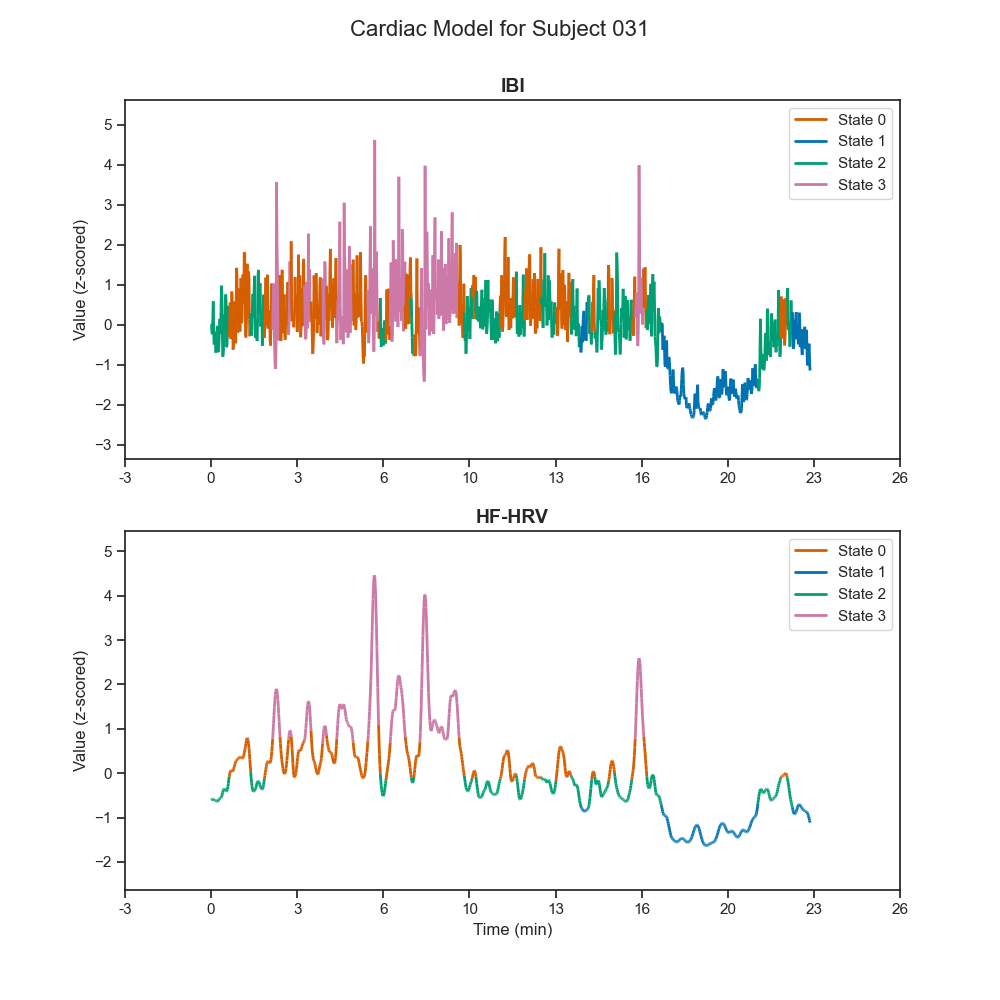 Cardiac Model for Subject 031
IBI
Value (z-scored)
5
4
3
2
1
0
−1
−2
−3
State 0
State 1
State 2
State 3
-3
0
3
6
10
13
16
20
23
26
HF-HRV
Value (z-scored)
5
4
3
2
1
0
−1
−2
State 0
State 1
State 2
State 3
-3
0
3
6
10
13
16
20
23
26
Time (min)